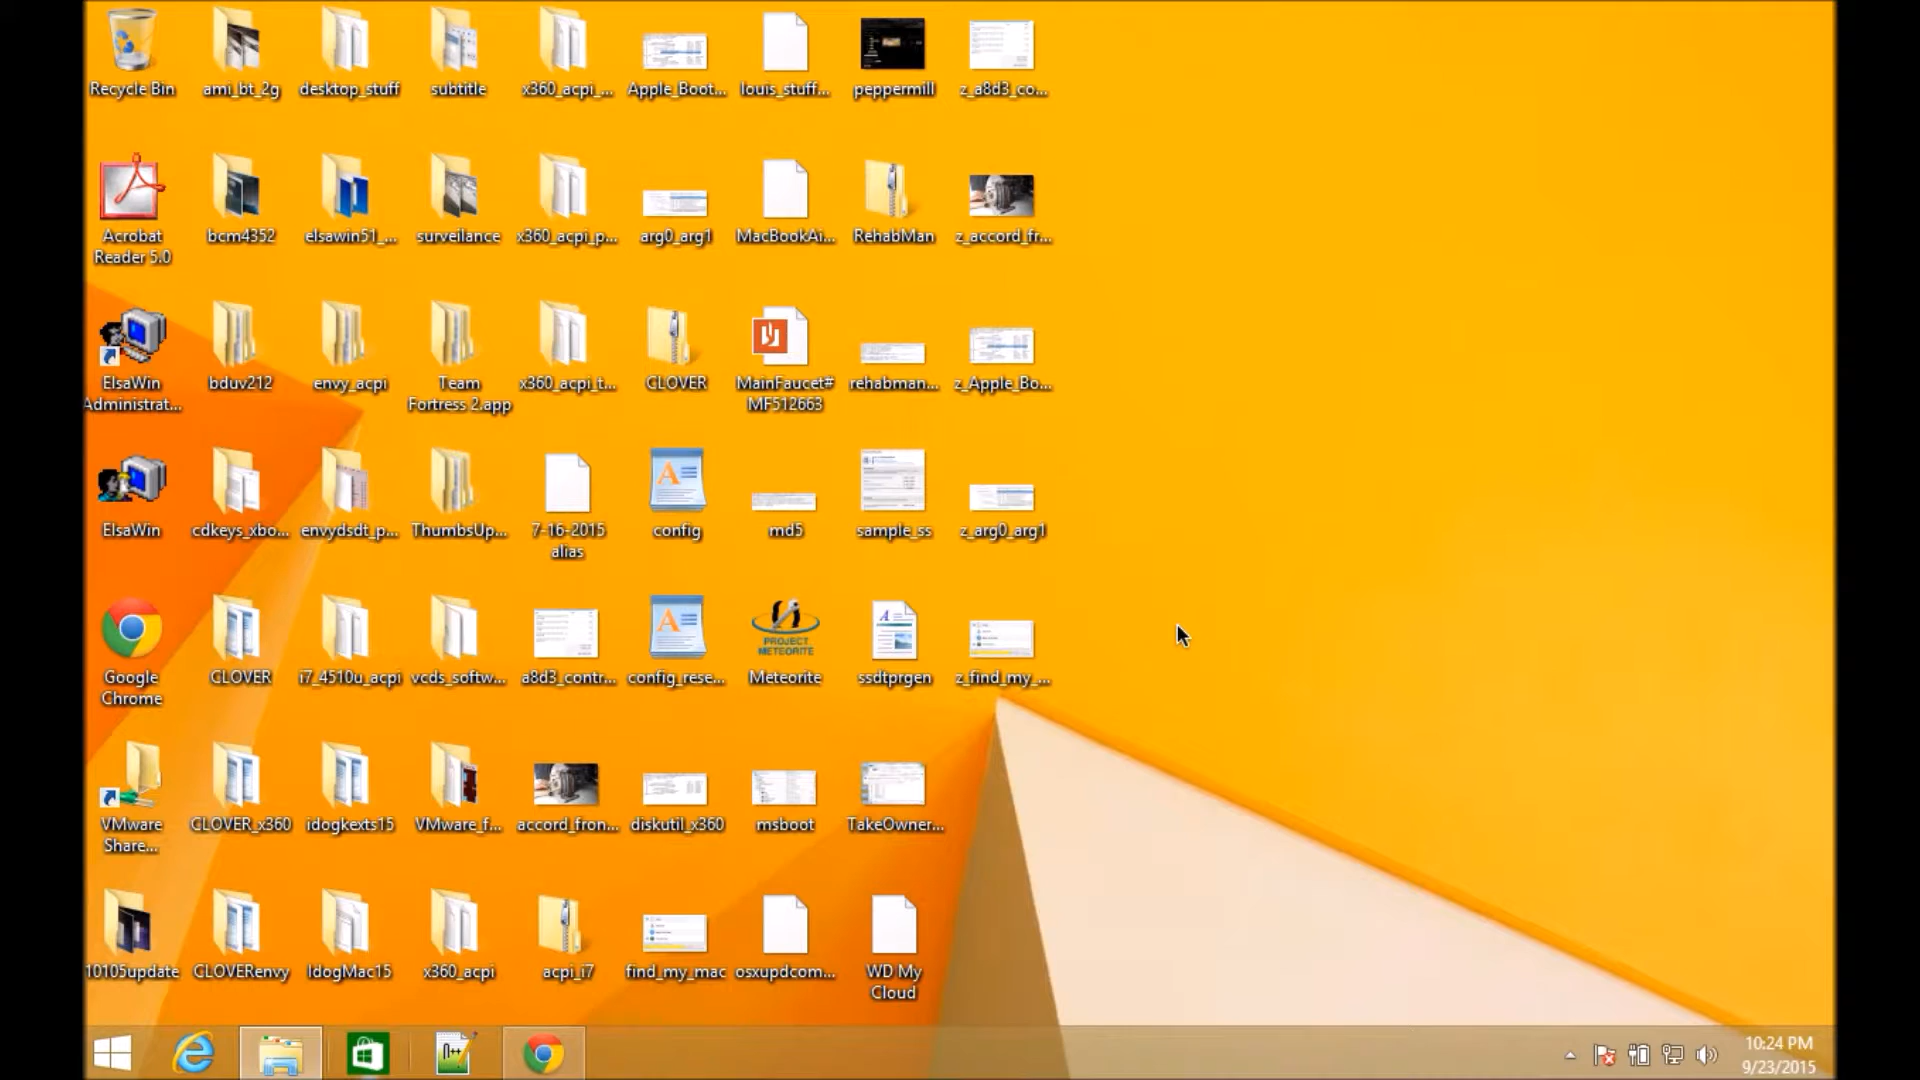 Recycle Bin
ami_bt_2g
desktop_stuff
subtitle
x360_acpi_...
Apple_Boot...
louis_stuff...
peppermill
z_a8d3_co...
Acrobat
Reader 5.0
bcm4352
elsawin51_...
surveilance
x360_acpi_p...
arg0_arg1
MacBookAi...
RehabMan
z_accord_fr...
ElsaWin
Administrat...
bduv212
envy_acpi
Team
Fortress 2.app
x360_acpi_t...
CLOVER
MainFaucet#
MF512663
rehabman...
z_Apple_Bo...
ElsaWin
cdkeys_xbo...
envydsdt_p...
ThumbsUp...
7-16-2015
alias
config
md5
sample_ss
z_arg0_arg1
Google
Chrome
CLOVER
i7_4510u_acpi
vcds_softw...
a8d3_contr...
config_rese...
PROJECT
METEORITE
Meteorite
ssdtprgen
z_find_my_...
VMware
Share...
CLOVER_x360
idogkexts15
VMware_f...
accord_fron...
diskutil_x360
msboot
TakeOwner...
10105update
CLOVERenvy
IdogMac15
x360_acpi
acpi_i7
find_my_mac
osxupdcom...
WD My
Cloud
10:24 PM
9/23/2015